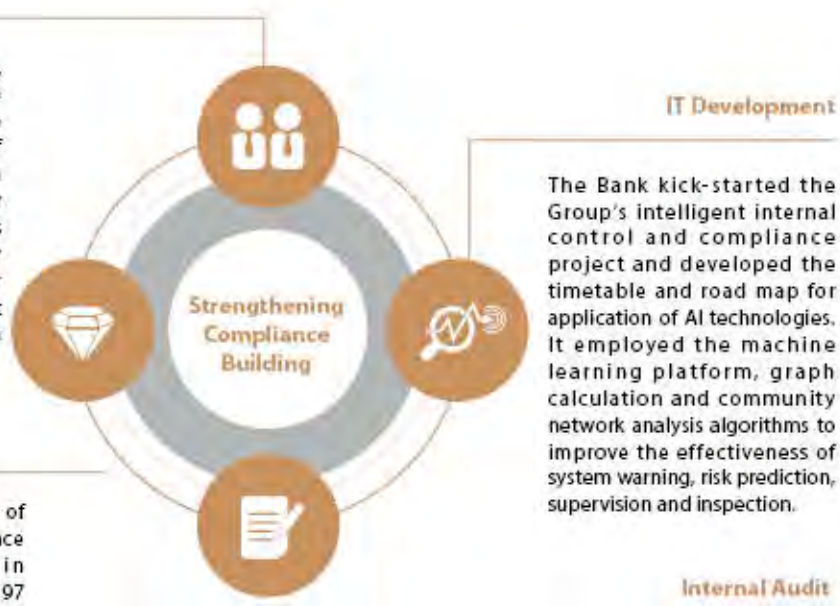 IT Development
The Bank kick-started the
Group's intelligent internal
control and compliance
project and developed the
timetable and road map for
application of AI technologies.
It employed the machine
learning platform, graph
calculation and community
network analysis algorithms to
improve the effectiveness of
system warning, risk prediction,
supervision and inspection.
Strengthening
Compliance
Building
of
in
97
Internal Audit